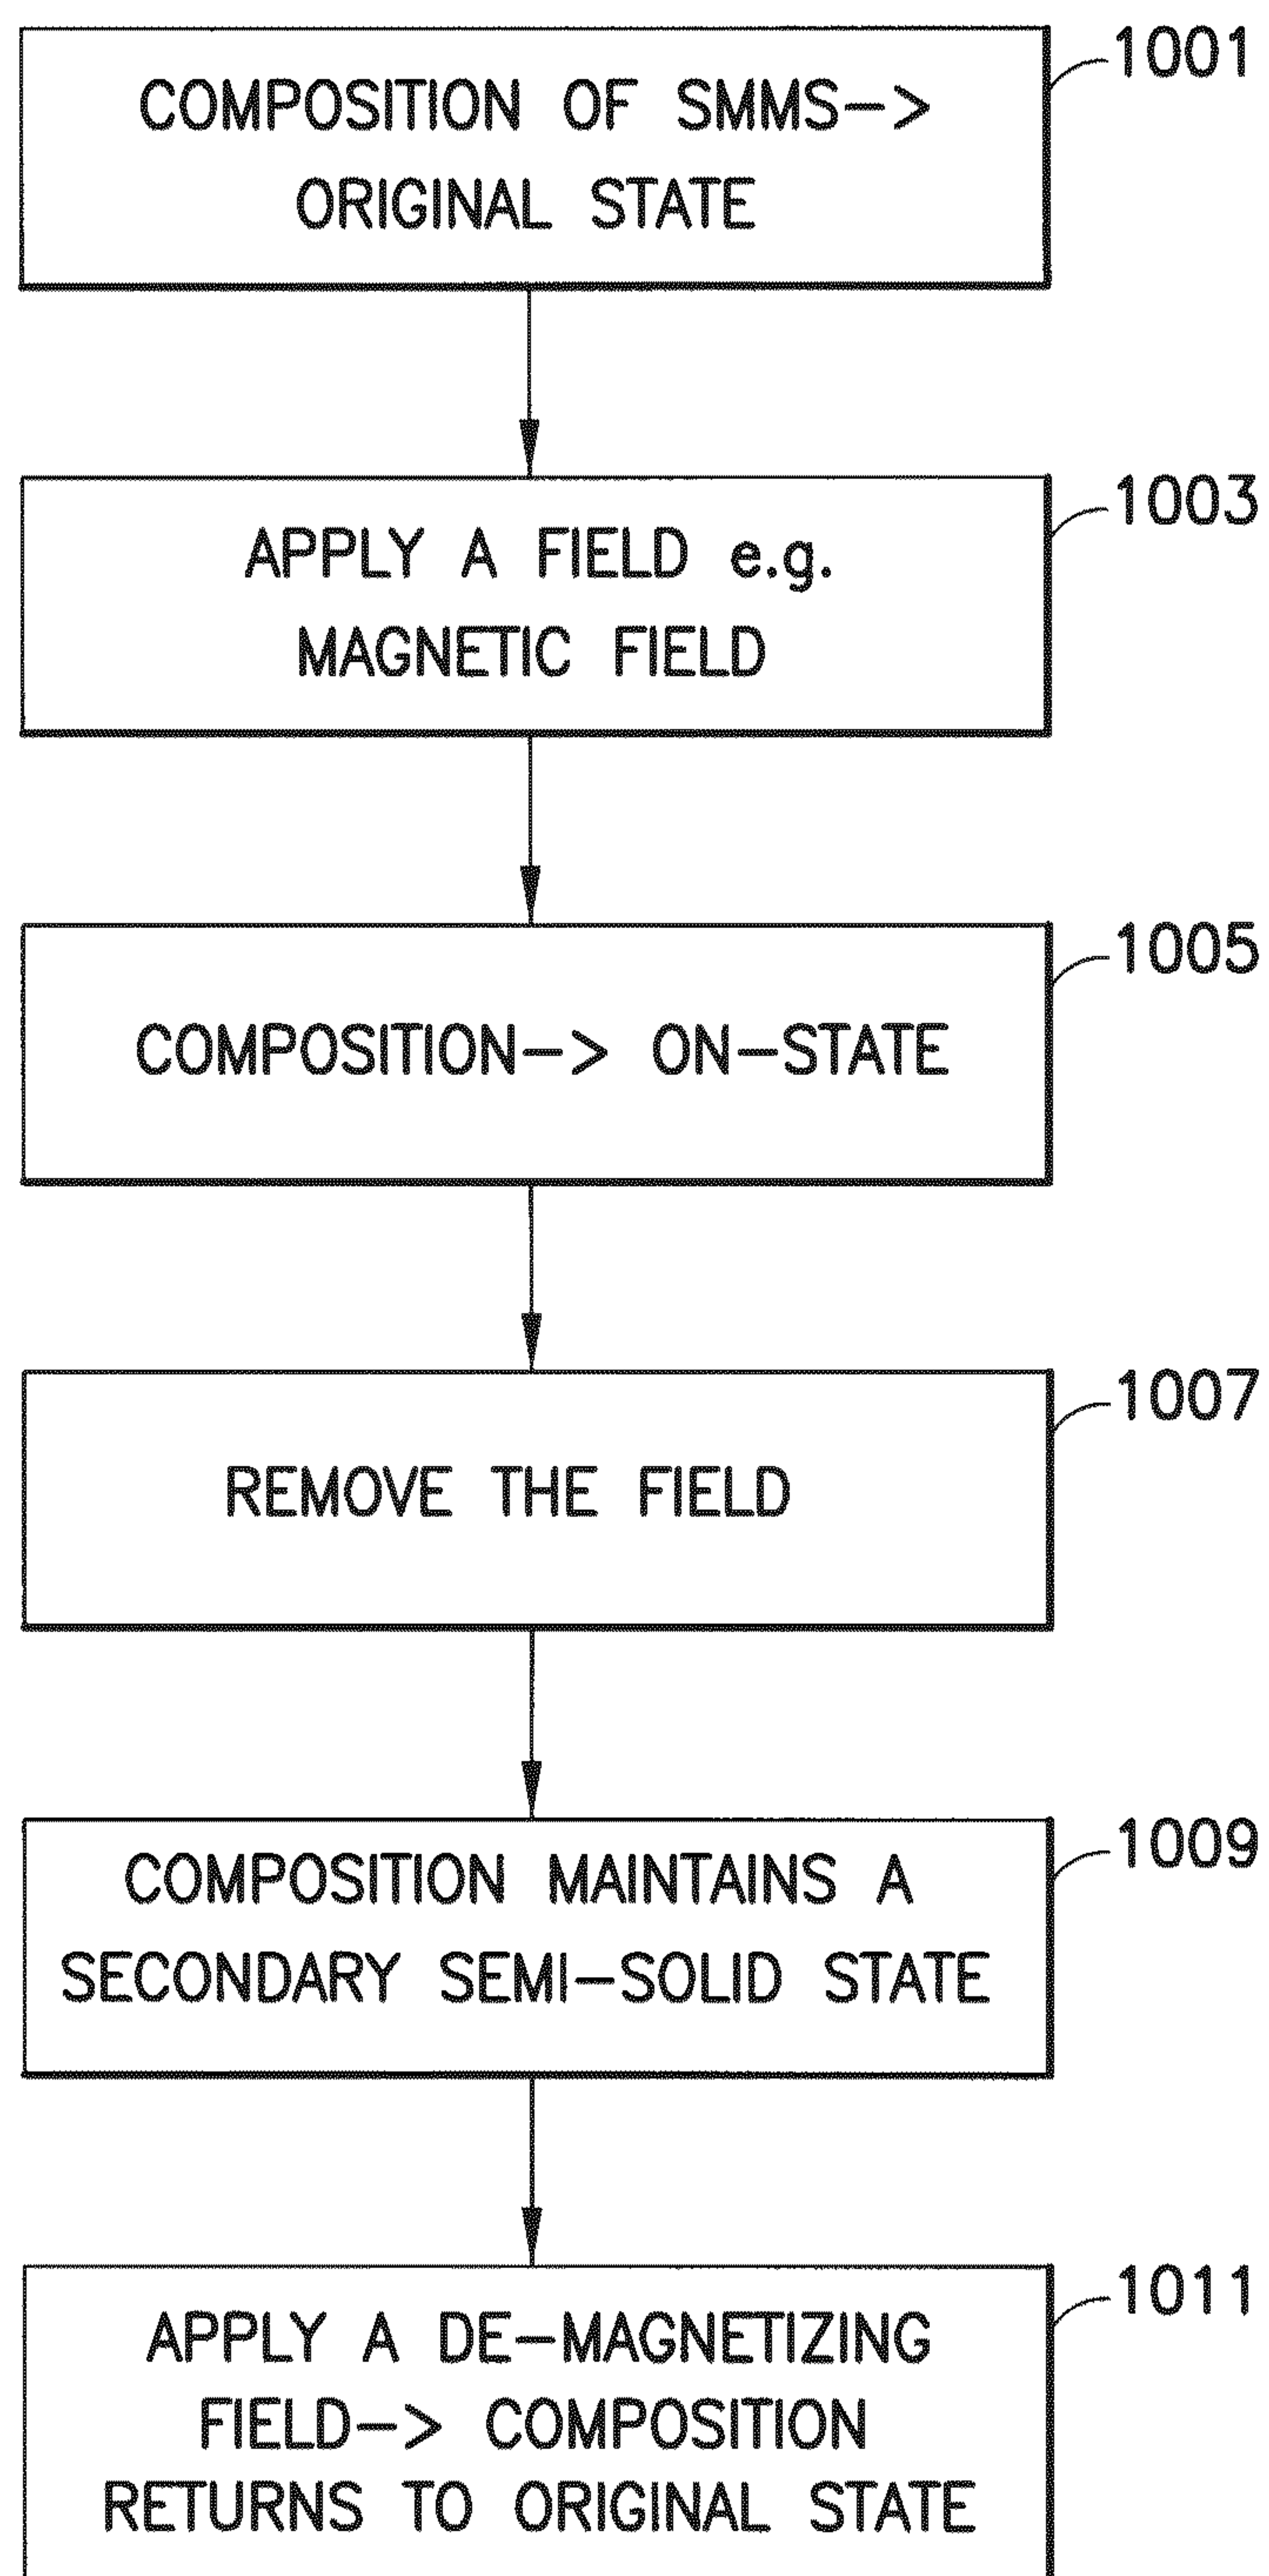 1001
COMPOSITION OF SMMS->
ORIGINAL STATE
1003
APPLY A FIELD e.g.
MAGNETIC FIELD
1005
COMPOSITION-> ON-STATE
1007
REMOVE THE FIELD
1009
COMPOSITION MAINTAINS A
SECONDARY SEMI-SOLID STATE
1011
APPLY A DE-MAGNETIZING
FIELD-> COMPOSITION
RETURNS TO ORIGINAL STATE